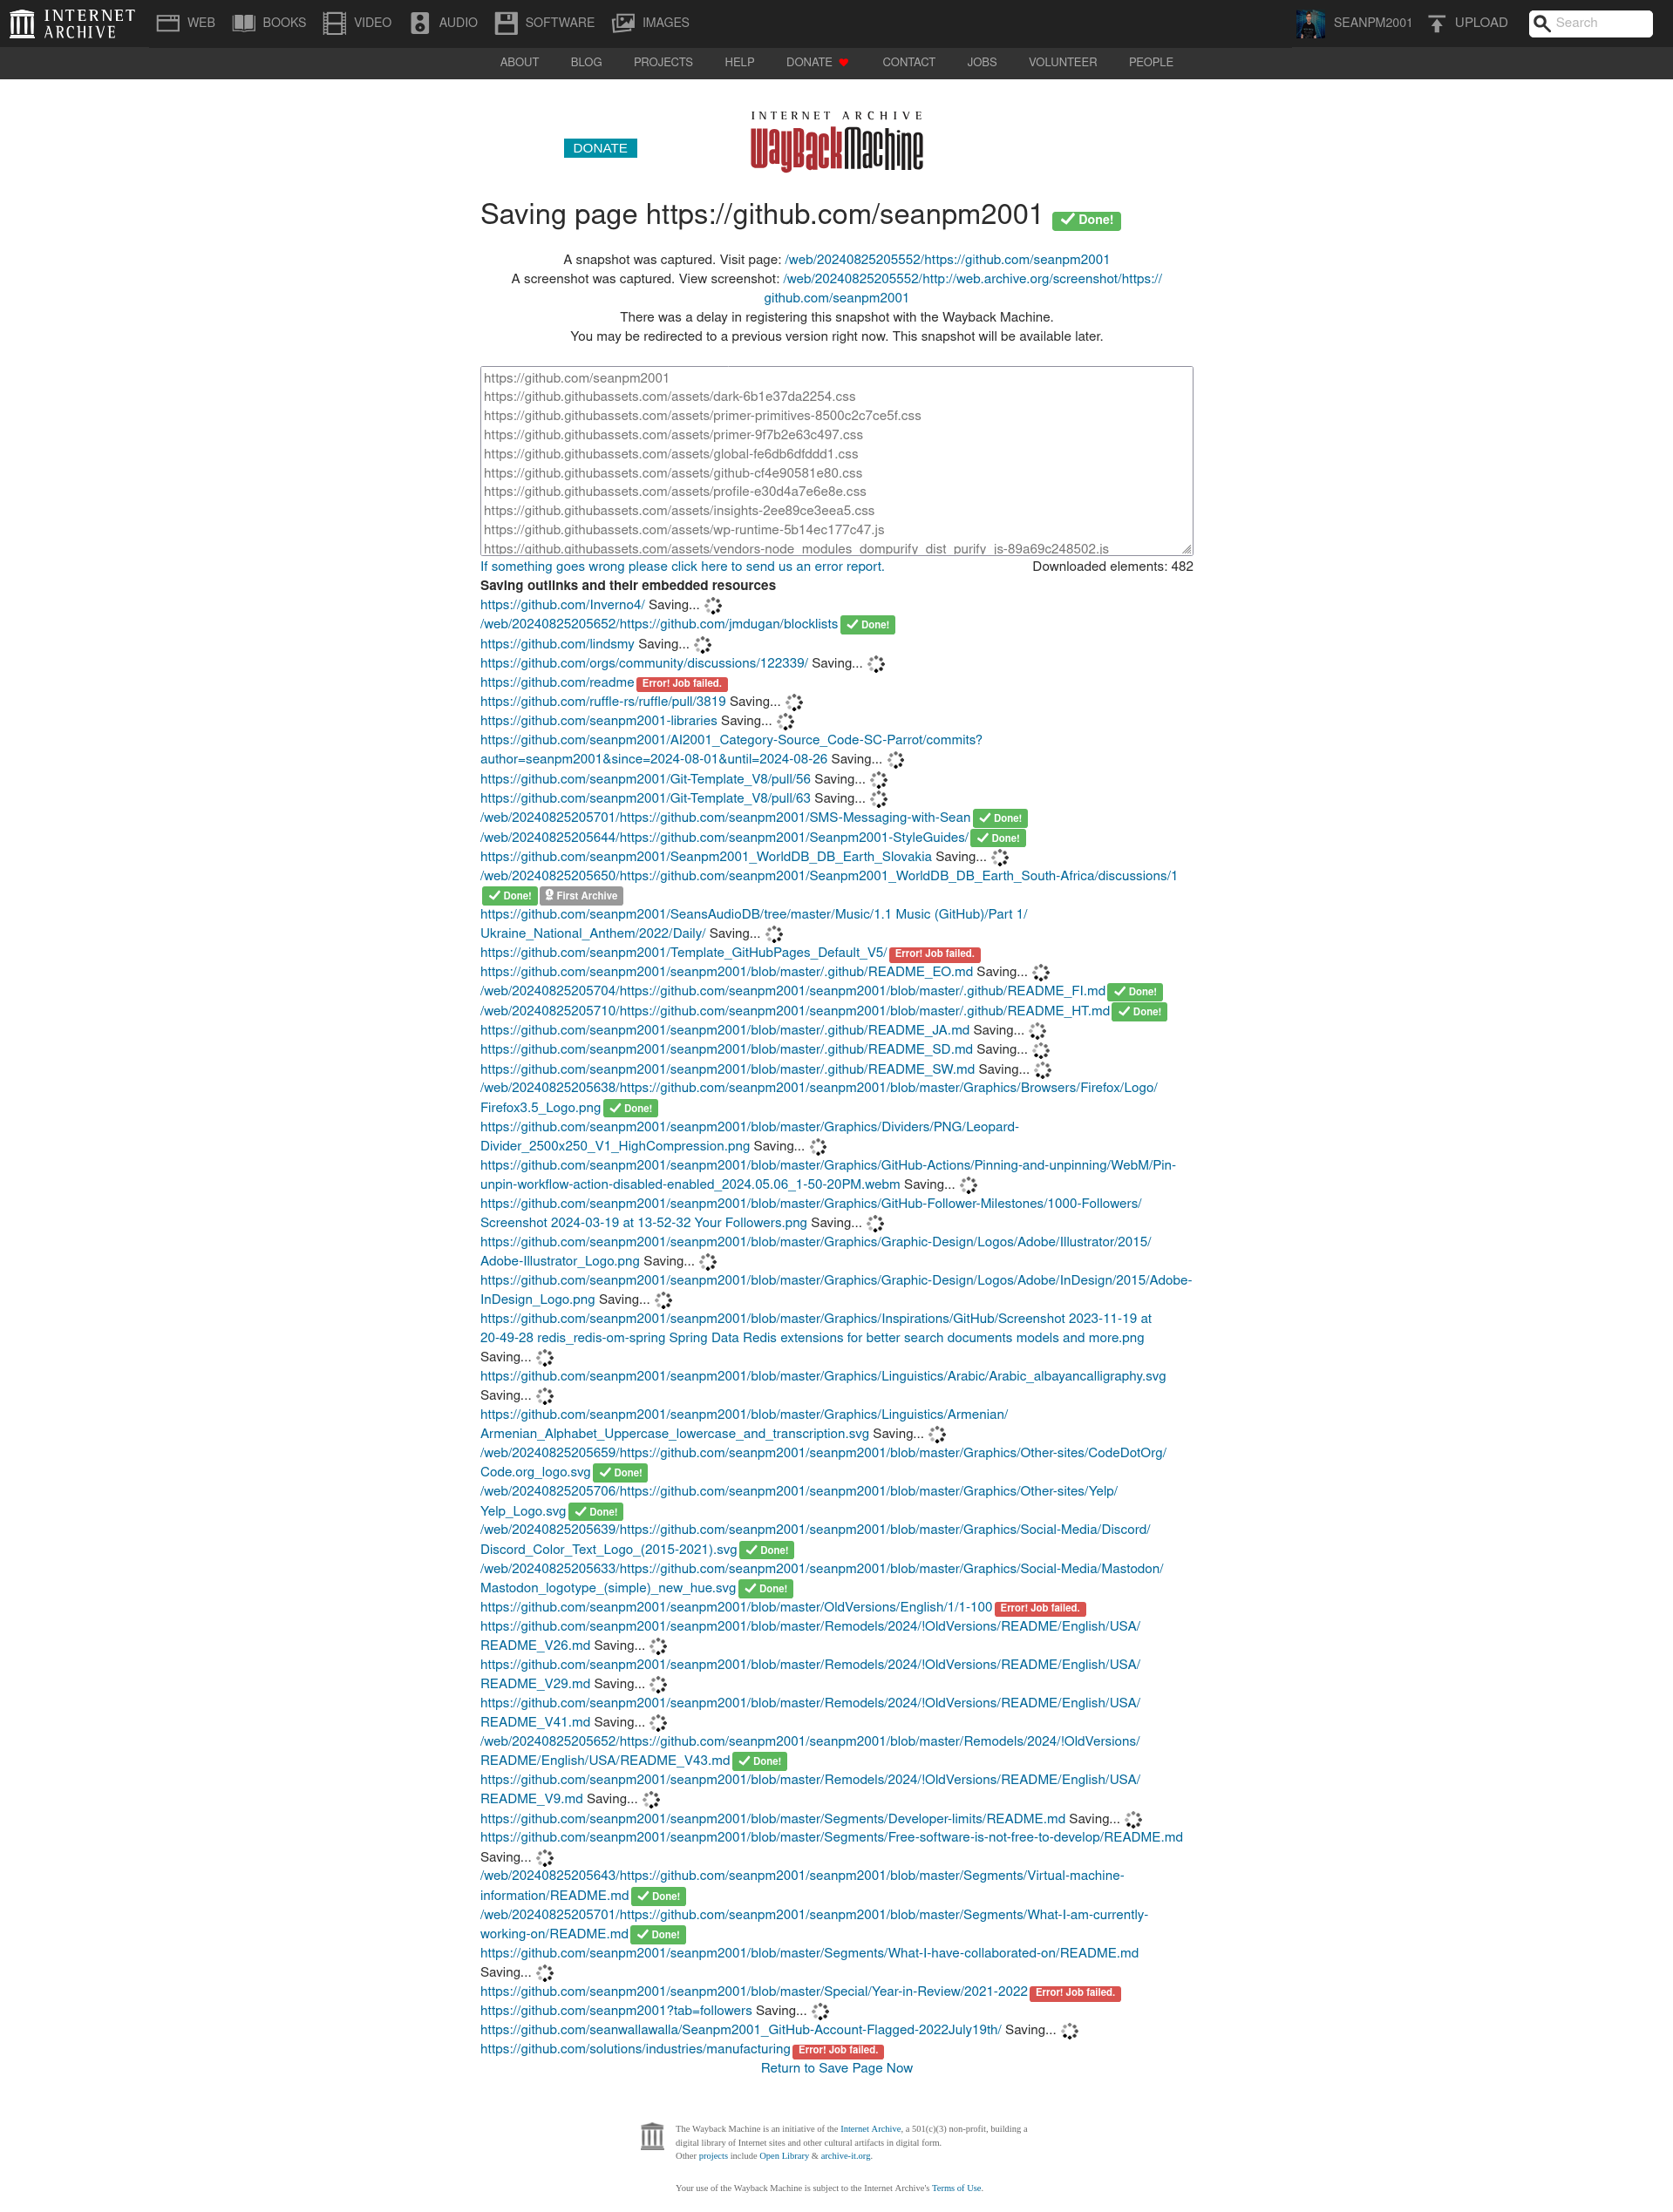 INTERNET ARCHIVE WEB BOOKS VIDEO AUDIO SOFTWARE IMAGES SEANPM2001 UPLOAD Search
ABOUT BLOG PROJECTS HELP DONATE CONTACT JOBS VOLUNTEER PEOPLE
INTERNET ARCHIVE
DONATE WayBackMachine
Saving page https://github.com/seanpm2001 Done!
A snapshot was captured. Visit page: /web/20240825205552/https://github.com/seanpm2001
A screenshot was captured. View screenshot: /web/20240825205552/http://web.archive.org/screenshot/https://
github.com/seanpm2001
There was a delay in registering this snapshot with the Wayback Machine.
You may be redirected to a previous version right now. This snapshot will be available later.
https://github.com/seanpm2001
https://github.githubassets.com/assets/dark-6b1e37da2254.css
https://github.githubassets.com/assets/primer-primitives-8500c2c7ce5f.css
https://github.githubassets.com/assets/primer-9f7b2e63c497.css
https://github.githubassets.com/assets/global-fe6db6dfddd1.css
https://github.githubassets.com/assets/github-cf4e90581e80.css
https://github.githubassets.com/assets/profile-e30d4a7e6e8e.css
https://github.githubassets.com/assets/insights-2ee89ce3eea5.css
https://github.githubassets.com/assets/wp-runtime-5b14ec177c47.js
https://github.githubassets.com/assets/vendors-node_modules_dompurify_dist_purify_js-89a69c248502.js
If something goes wrong please click here to send us an error report. Downloaded elements: 482
Saving outlinks and their embedded resources
https://github.com/Inverno4/ Saving...
/web/20240825205652/https://github.com/jmdugan/blocklists Done!
https://github.com/lindsmy Saving...
https://github.com/orgs/community/discussions/122339/ Saving...
https://github.com/readme Error! Job failed.
https://github.com/ruffle-rs/ruffle/pull/3819 Saving...
https://github.com/seanpm2001-libraries Saving...
https://github.com/seanpm2001/AI2001_Category-Source_Code-SC-Parrot/commits?
author=seanpm2001&since=2024-08-01&until=2024-08-26 Saving...
https://github.com/seanpm2001/Git-Template_V8/pull/56 Saving...
https://github.com/seanpm2001/Git-Template_V8/pull/63 Saving...
/web/20240825205701/https://github.com/seanpm2001/SMS-Messaging-with-Sean Done!
/web/20240825205644/https://github.com/seanpm2001/Seanpm2001-StyleGuides/ Done!
https://github.com/seanpm2001/Seanpm2001_WorldDB_DB_Earth_Slovakia Saving...
/web/20240825205650/https://github.com/seanpm2001/Seanpm2001_WorldDB_DB_Earth_South-Africa/discussions/1
Done! First Archive
https://github.com/seanpm2001/SeansAudioDB/tree/master/Music/1.1 Music (GitHub)/Part 1/
Ukraine_National_Anthem/2022/Daily/ Saving...
https://github.com/seanpm2001/Template_GitHubPages_Default_V5/ Error! Job failed.
https://github.com/seanpm2001/seanpm2001/blob/master/.github/README_EO.md Saving...
/web/20240825205704/https://github.com/seanpm2001/seanpm2001/blob/master/.github/README_FI.md Done!
/web/20240825205710/https://github.com/seanpm2001/seanpm2001/blob/master/.github/README_HT.md Done!
https://github.com/seanpm2001/seanpm2001/blob/master/.github/README_JA.md Saving...
https://github.com/seanpm2001/seanpm2001/blob/master/.github/README_SD.md Saving...
https://github.com/seanpm2001/seanpm2001/blob/master/.github/README_SW.md Saving...
/web/20240825205638/https://github.com/seanpm2001/seanpm2001/blob/master/Graphics/Browsers/Firefox/Logo/
Firefox3.5_Logo.png Done!
https://github.com/seanpm2001/seanpm2001/blob/master/Graphics/Dividers/PNG/Leopard-
Divider_2500x250_V1_HighCompression.png Saving...
https://github.com/seanpm2001/seanpm2001/blob/master/Graphics/GitHub-Actions/Pinning-and-unpinning/WebM/Pin-
unpin-workflow-action-disabled-enabled_2024.05.06_1-50-20PM.webm Saving...
https://github.com/seanpm2001/seanpm2001/blob/master/Graphics/GitHub-Follower-Milestones/1000-Followers/
Screenshot 2024-03-19 at 13-52-32 Your Followers.png Saving...
https://github.com/seanpm2001/seanpm2001/blob/master/Graphics/Graphic-Design/Logos/Adobe/Illustrator/2015/
Adobe-Illustrator_Logo.png Saving...
https://github.com/seanpm2001/seanpm2001/blob/master/Graphics/Graphic-Design/Logos/Adobe/InDesign/2015/Adobe-
InDesign_Logo.png Saving...
https://github.com/seanpm2001/seanpm2001/blob/master/Graphics/Inspirations/GitHub/Screenshot 2023-11-19 at
20-49-28 redis_redis-om-spring Spring Data Redis extensions for better search documents models and more.png
Saving...
https://github.com/seanpm2001/seanpm2001/blob/master/Graphics/Linguistics/Arabic/Arabic_albayancalligraphy.svg
Saving...
https://github.com/seanpm2001/seanpm2001/blob/master/Graphics/Linguistics/Armenian/
Armenian_Alphabet_Uppercase_lowercase_and_transcription.svg Saving...
/web/20240825205659/https://github.com/seanpm2001/seanpm2001/blob/master/Graphics/Other-sites/CodeDotOrg/
Code.org_logo.svg Done!
/web/20240825205706/https://github.com/seanpm2001/seanpm2001/blob/master/Graphics/Other-sites/Yelp/
Yelp_Logo.svg Done!
/web/20240825205639/https://github.com/seanpm2001/seanpm2001/blob/master/Graphics/Social-Media/Discord/
Discord_Color_Text_Logo_(2015-2021).svg Done!
/web/20240825205633/https://github.com/seanpm2001/seanpm2001/blob/master/Graphics/Social-Media/Mastodon/
Mastodon_logotype_(simple)_new_hue.svg Done!
https://github.com/seanpm2001/seanpm2001/blob/master/OldVersions/English/1/1-100 Error! Job failed.
https://github.com/seanpm2001/seanpm2001/blob/master/Remodels/2024/!OldVersions/README/English/USA/
README_V26.md Saving...
https://github.com/seanpm2001/seanpm2001/blob/master/Remodels/2024/!OldVersions/README/English/USA/
README_V29.md Saving...
https://github.com/seanpm2001/seanpm2001/blob/master/Remodels/2024/!OldVersions/README/English/USA/
README_V41.md Saving...
/web/20240825205652/https://github.com/seanpm2001/seanpm2001/blob/master/Remodels/2024/!OldVersions/
README/English/USA/README_V43.md Done!
https://github.com/seanpm2001/seanpm2001/blob/master/Remodels/2024/!OldVersions/README/English/USA/
README_V9.md Saving...
https://github.com/seanpm2001/seanpm2001/blob/master/Segments/Developer-limits/README.md Saving...
https://github.com/seanpm2001/seanpm2001/blob/master/Segments/Free-software-is-not-free-to-develop/README.md
Saving...
/web/20240825205643/https://github.com/seanpm2001/seanpm2001/blob/master/Segments/Virtual-machine-
information/README.md Done!
/web/20240825205701/https://github.com/seanpm2001/seanpm2001/blob/master/Segments/What-I-am-currently-
working-on/README.md Done!
https://github.com/seanpm2001/seanpm2001/blob/master/Segments/What-I-have-collaborated-on/README.md
Saving...
https://github.com/seanpm2001/seanpm2001/blob/master/Special/Year-in-Review/2021-2022 Error! Job failed.
https://github.com/seanpm2001?tab=followers Saving...
https://github.com/seanwallawalla/Seanpm2001_GitHub-Account-Flagged-2022July19th/ Saving...
https://github.com/solutions/industries/manufacturing Error! Job failed.
Return to Save Page Now
The Wayback Machine is an initiative of the Internet Archive, a 501(c)(3) non-profit, building a
digital library of Internet sites and other cultural artifacts in digital form.
Other projects include Open Library & archive-it.org.
Your use of the Wayback Machine is subject to the Internet Archive's Terms of Use.